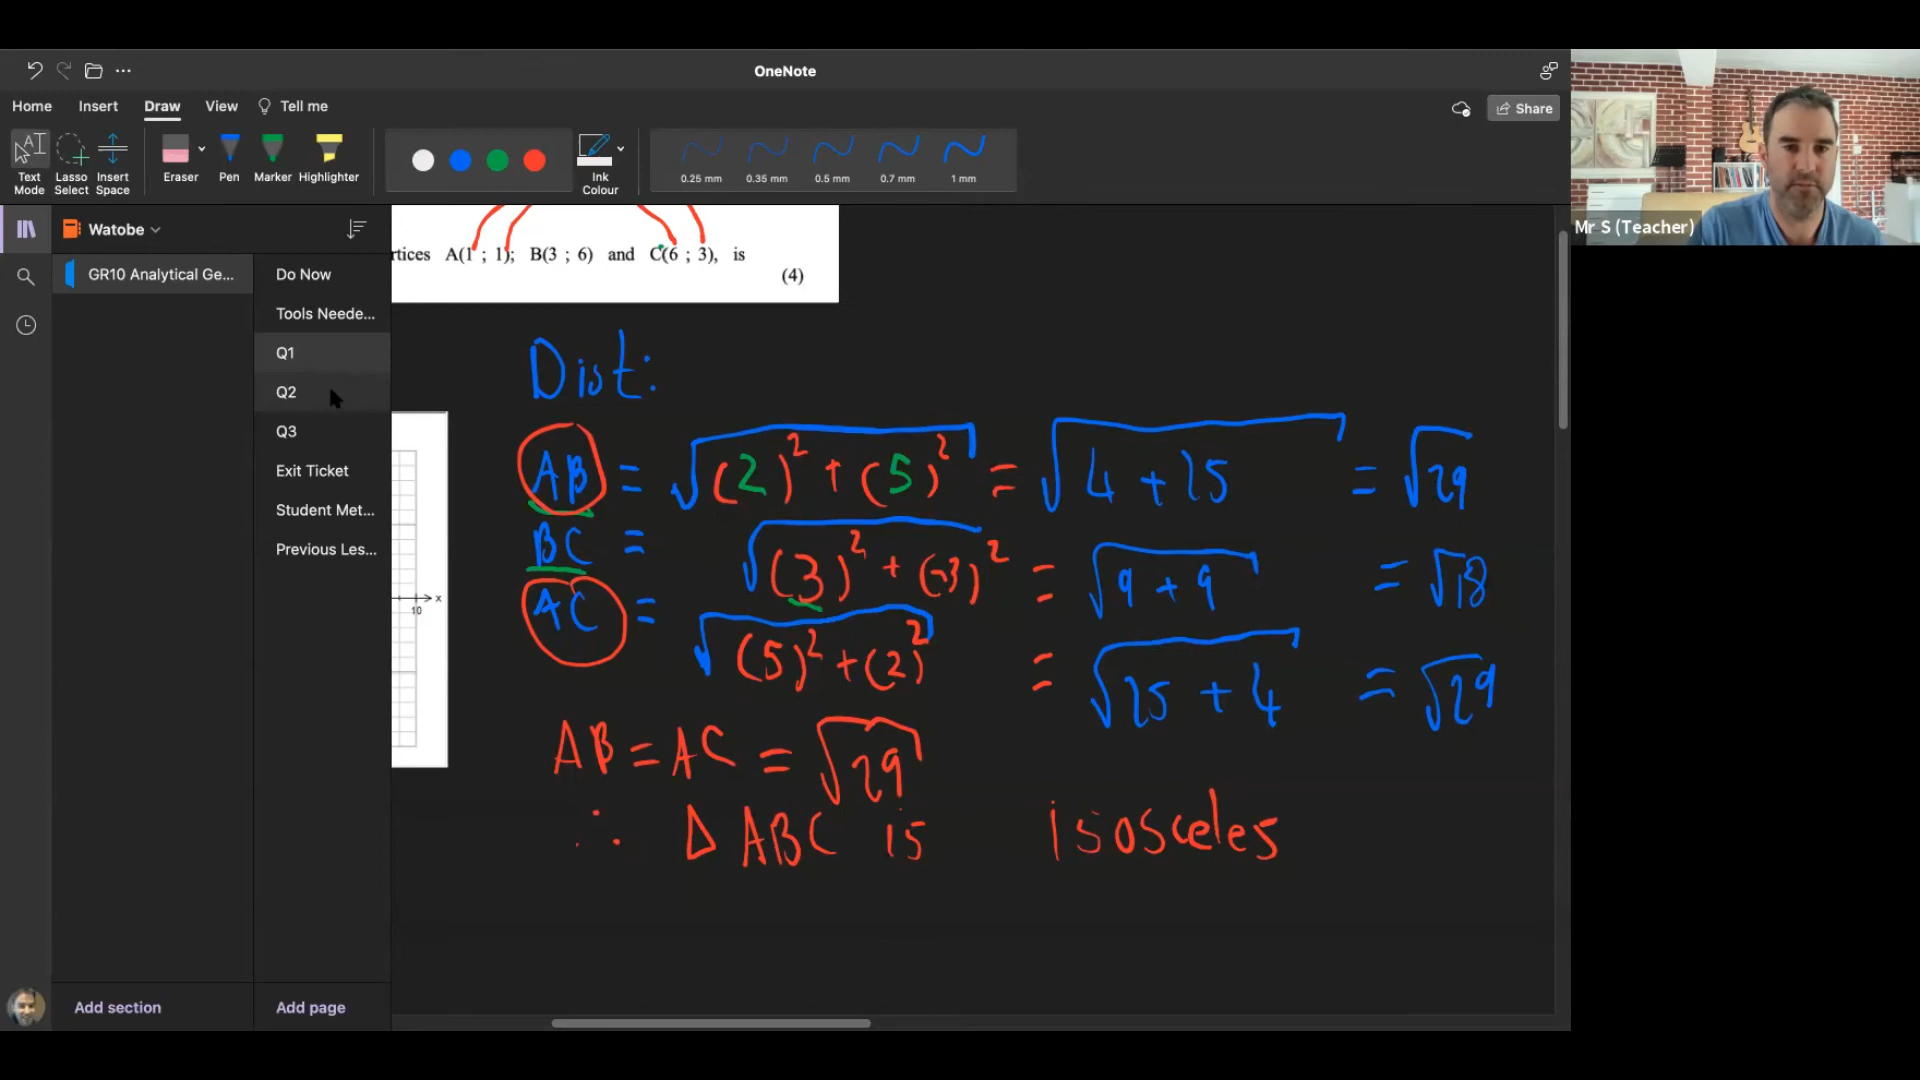 OneNote
Home Insert Draw View Tell me
Share
Text Mode
Lasso Select
Insert Space
Eraser
Pen
Marker
Highlighter
Ink Colour
0.25 mm 0.35 mm 0.5 mm 0.7 mm 1 mm
Mr S (Teacher)
Watobe
GR10 Analytical Ge...
Do Now
Tools Neede...
Q1
Q2
Q3
Exit Ticket
Student Met...
Previous Les...
Add section
Add page
rtices A(1 ; 1); B(3 ; 6) and C(6 ; 3), is
(4)
x
10
Dist:
AB = √(2)² + (5)² = √4 + 25 = √29
BC = √(3)² + (-3)² = √9 + 9 = √18
AC = √(5)² + (2)² = √25 + 4 = √29
AB = AC = √29
∴ Δ ABC is isosceles